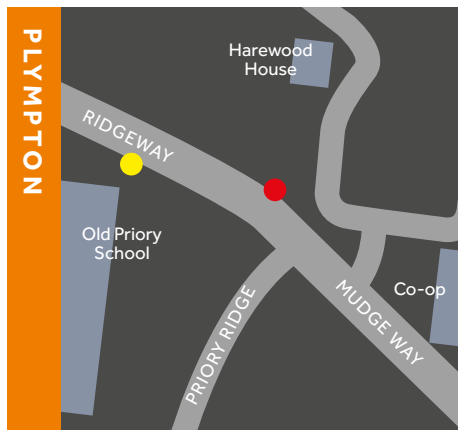 PLYMPTON
Harewood
House
RIDGEWAY
Old Priory
School
Co-op
MUDGE WAY
PRIORY RIDGE